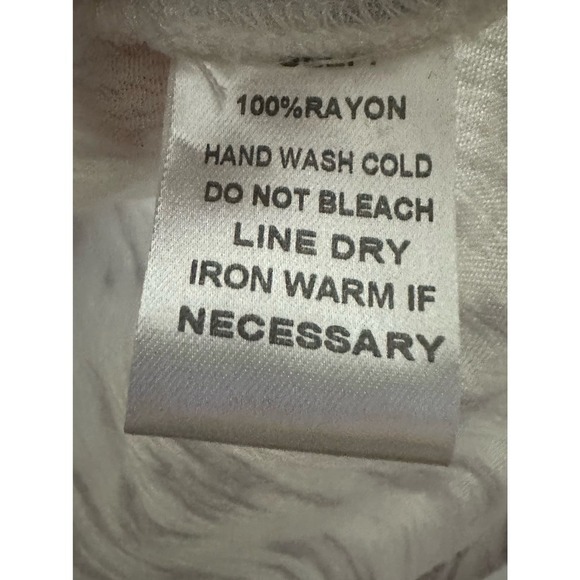 100%RAYON
HAND WASH COLD
DO NOT BLEACH
LINE DRY
IRON WARM IF
NECESSARY